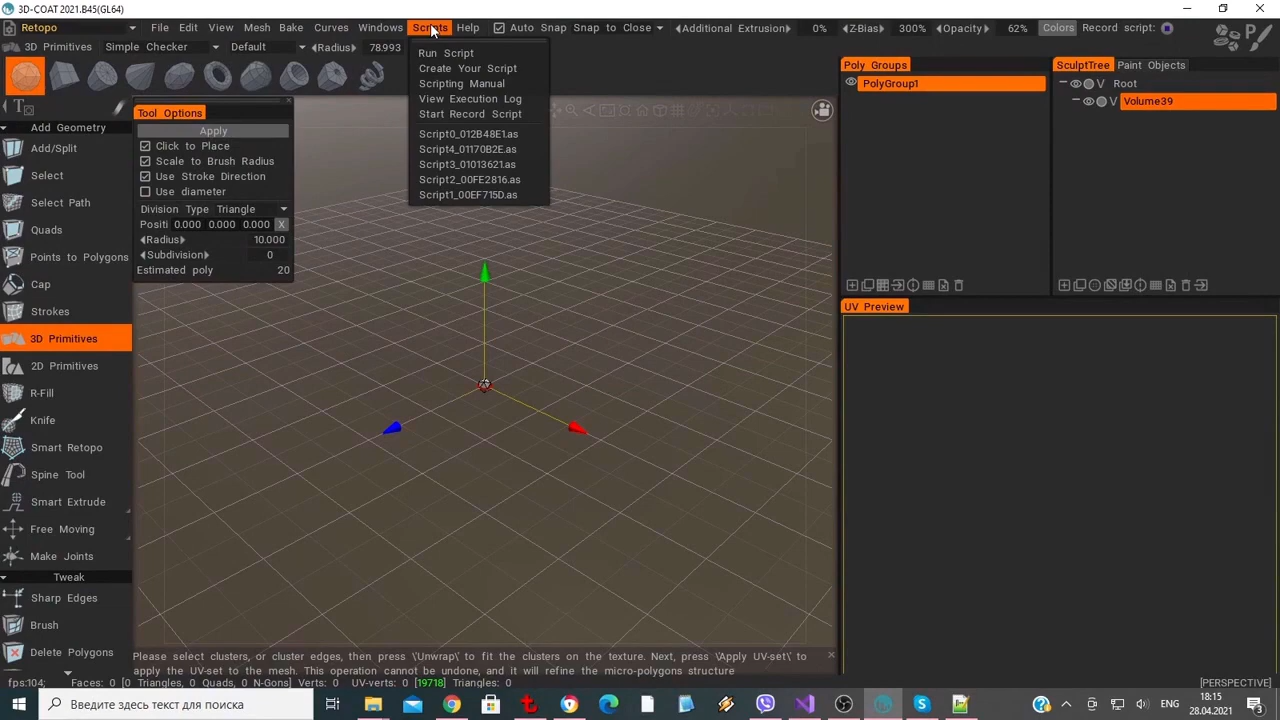 3D-COAT 2021.B45(GL64)
Retopo File Edit View Mesh Bake Curves Windows Scripts Help Auto Snap Snap to Close Additional Extrusion 0% Z-Bias 300% Opacity 62% Colors Record script:
3D Primitives Simple Checker Default Radius 78.993
Run Script
Create Your Script
Scripting Manual
View Execution Log
Start Record Script
Script0_012B48E1.as
Script4_01170B2E.as
Script3_01013621.as
Script2_00FE2816.as
Script1_00EF715D.as
Tool Options
Apply
Click to Place
Scale to Brush Radius
Use Stroke Direction
Use diameter
Division Type Triangle
Positi 0.000 0.000 0.000 X
Radius 10.000
Subdivision 0
Estimated poly 20
Add Geometry
Add/Split
Select
Select Path
Quads
Points to Polygons
Cap
Strokes
3D Primitives
2D Primitives
R-Fill
Knife
Smart Retopo
Spine Tool
Smart Extrude
Free Moving
Make Joints
Tweak
Sharp Edges
Brush
Delete Polygons
Poly Groups
PolyGroup1
SculptTree Paint Objects
V Root
V Volume39
UV Preview
Please select clusters, or cluster edges, then press \'Unwrap\' to fit the clusters on the texture. Next, press \'Apply UV-set\' to
apply the UV-set to the mesh. This operation cannot be undone, and it will refine the micro-polygons structure
fps:104; Faces: 0 [0 Triangles, 0 Quads, 0 N-Gons] Verts: 0 UV-verts: 0 [19718] Triangles: 0 [PERSPECTIVE]
Введите здесь текст для поиска
ENG
18:15
28.04.2021
3